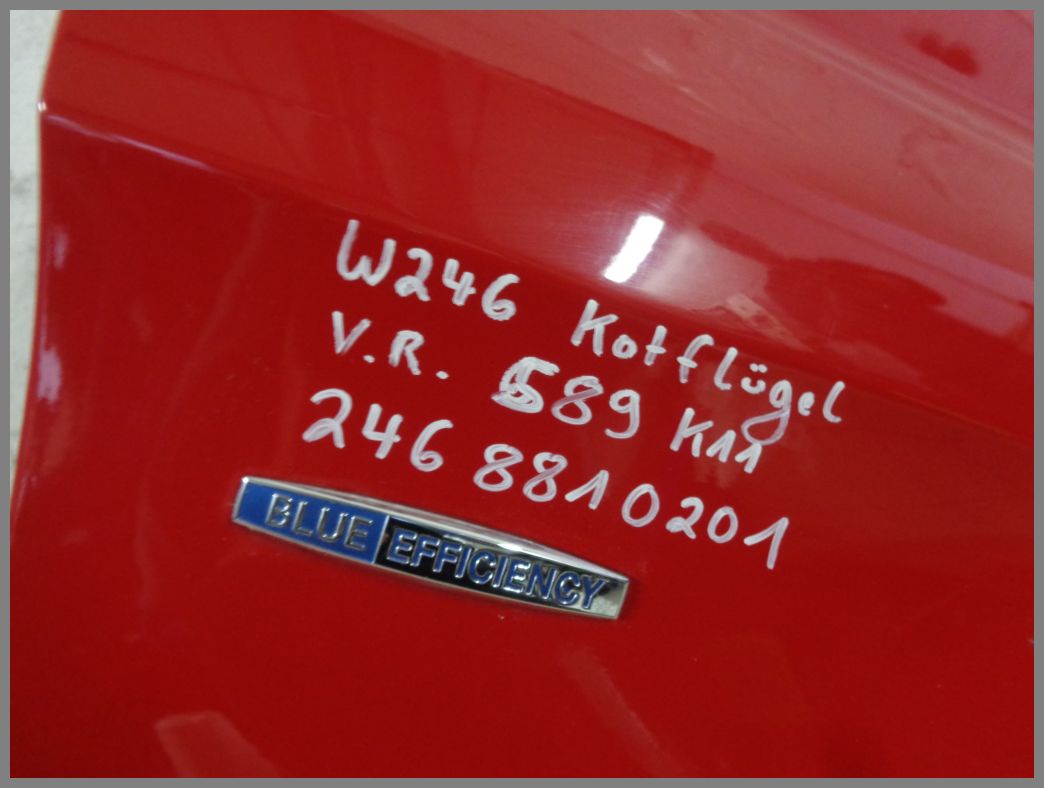 W246 Kotflügel
V.R. 589 K11
246 8810201
BLUE EFFICIENCY